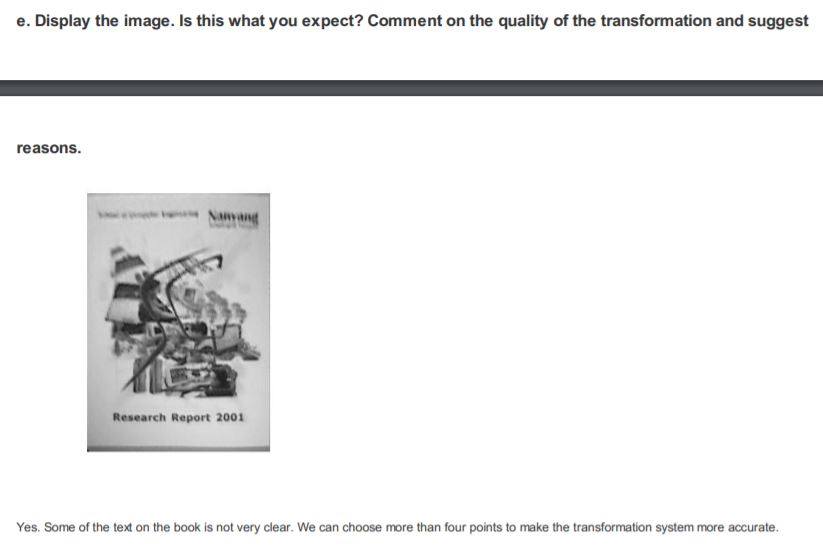 e. Display the image. Is this what you expect? Comment on the quality of the transformation and suggest
reasons.
Nanyang
Research Report 2001
Yes. Some of the text on the book is not very clear. We can choose more than four points to make the transformation system more accurate.